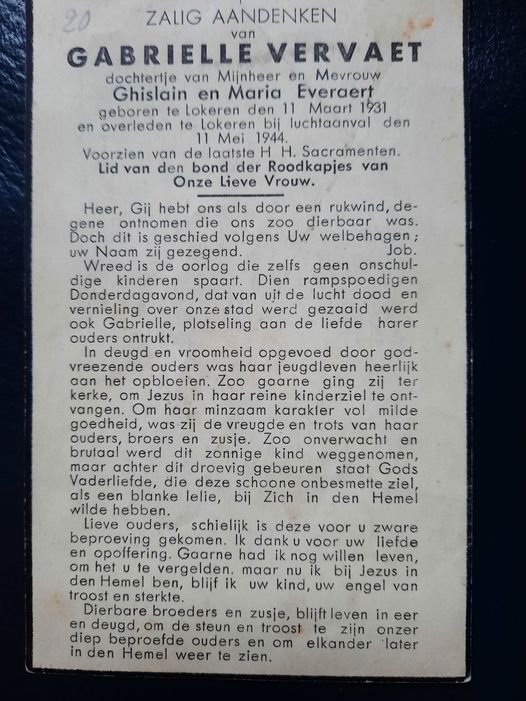 20
ZALIG AANDENKEN
van
GABRIELLE VERVAET
dochtertje van Mijnheer en Mevrouw
Ghislain en Maria Everaert
geboren te Lokeren den 11 Maart 1931
en overleden te Lokeren bij luchtaanval den
11 Mei 1944.
Voorzien van de laatste H H. Sacramenten.
Lid van den bond der Roodkapjes van
Onze Lieve Vrouw.
Heer, Gij hebt ons als door een rukwind, de-
gene ontnomen die ons zoo dierbaar was.
Doch dit is geschied volgens Uw welbehagen ;
uw Naam zij gezegend. Job.
Wreed is de oorlog die zelfs geen onschul-
dige kinderen spaart. Dien rampspoedigen
Donderdagavond, dat van uit de lucht dood en
vernieling over onze stad werd gezaaid werd
ook Gabrielle, plotseling aan de liefde harer
ouders ontrukt.
In deugd en vroomheid opgevoed door god-
vreezende ouders was haar jeugdleven heerlijk
aan het opbloeien. Zoo gaarne ging zij ter
kerke, om Jezus in haar reine kinderziel te ont-
vangen. Om haar minzaam karakter vol milde
goedheid, was zij de vreugde en trots van haar
ouders, broers en zusje. Zoo onverwacht en
brutaal werd dit zonnige kind weggenomen,
maar achter dit droevig gebeuren staat Gods
Vaderliefde, die deze schoone onbesmette ziel,
als een blanke lelie, bij Zich in den Hemel
wilde hebben.
Lieve ouders, schielijk is deze voor u zware
beproeving gekomen. Ik dank u voor uw liefde
en opoffering. Gaarne had ik nog willen leven,
om het u te vergelden. maar nu ik bij Jezus in
den Hemel ben, blijf ik uw kind, uw engel van
troost en sterkte.
Dierbare broeders en zusje, blijft leven in eer
en deugd, om de steun en troost te zijn onzer
diep beproefde ouders en om elkander later
in den Hemel weer te zien.